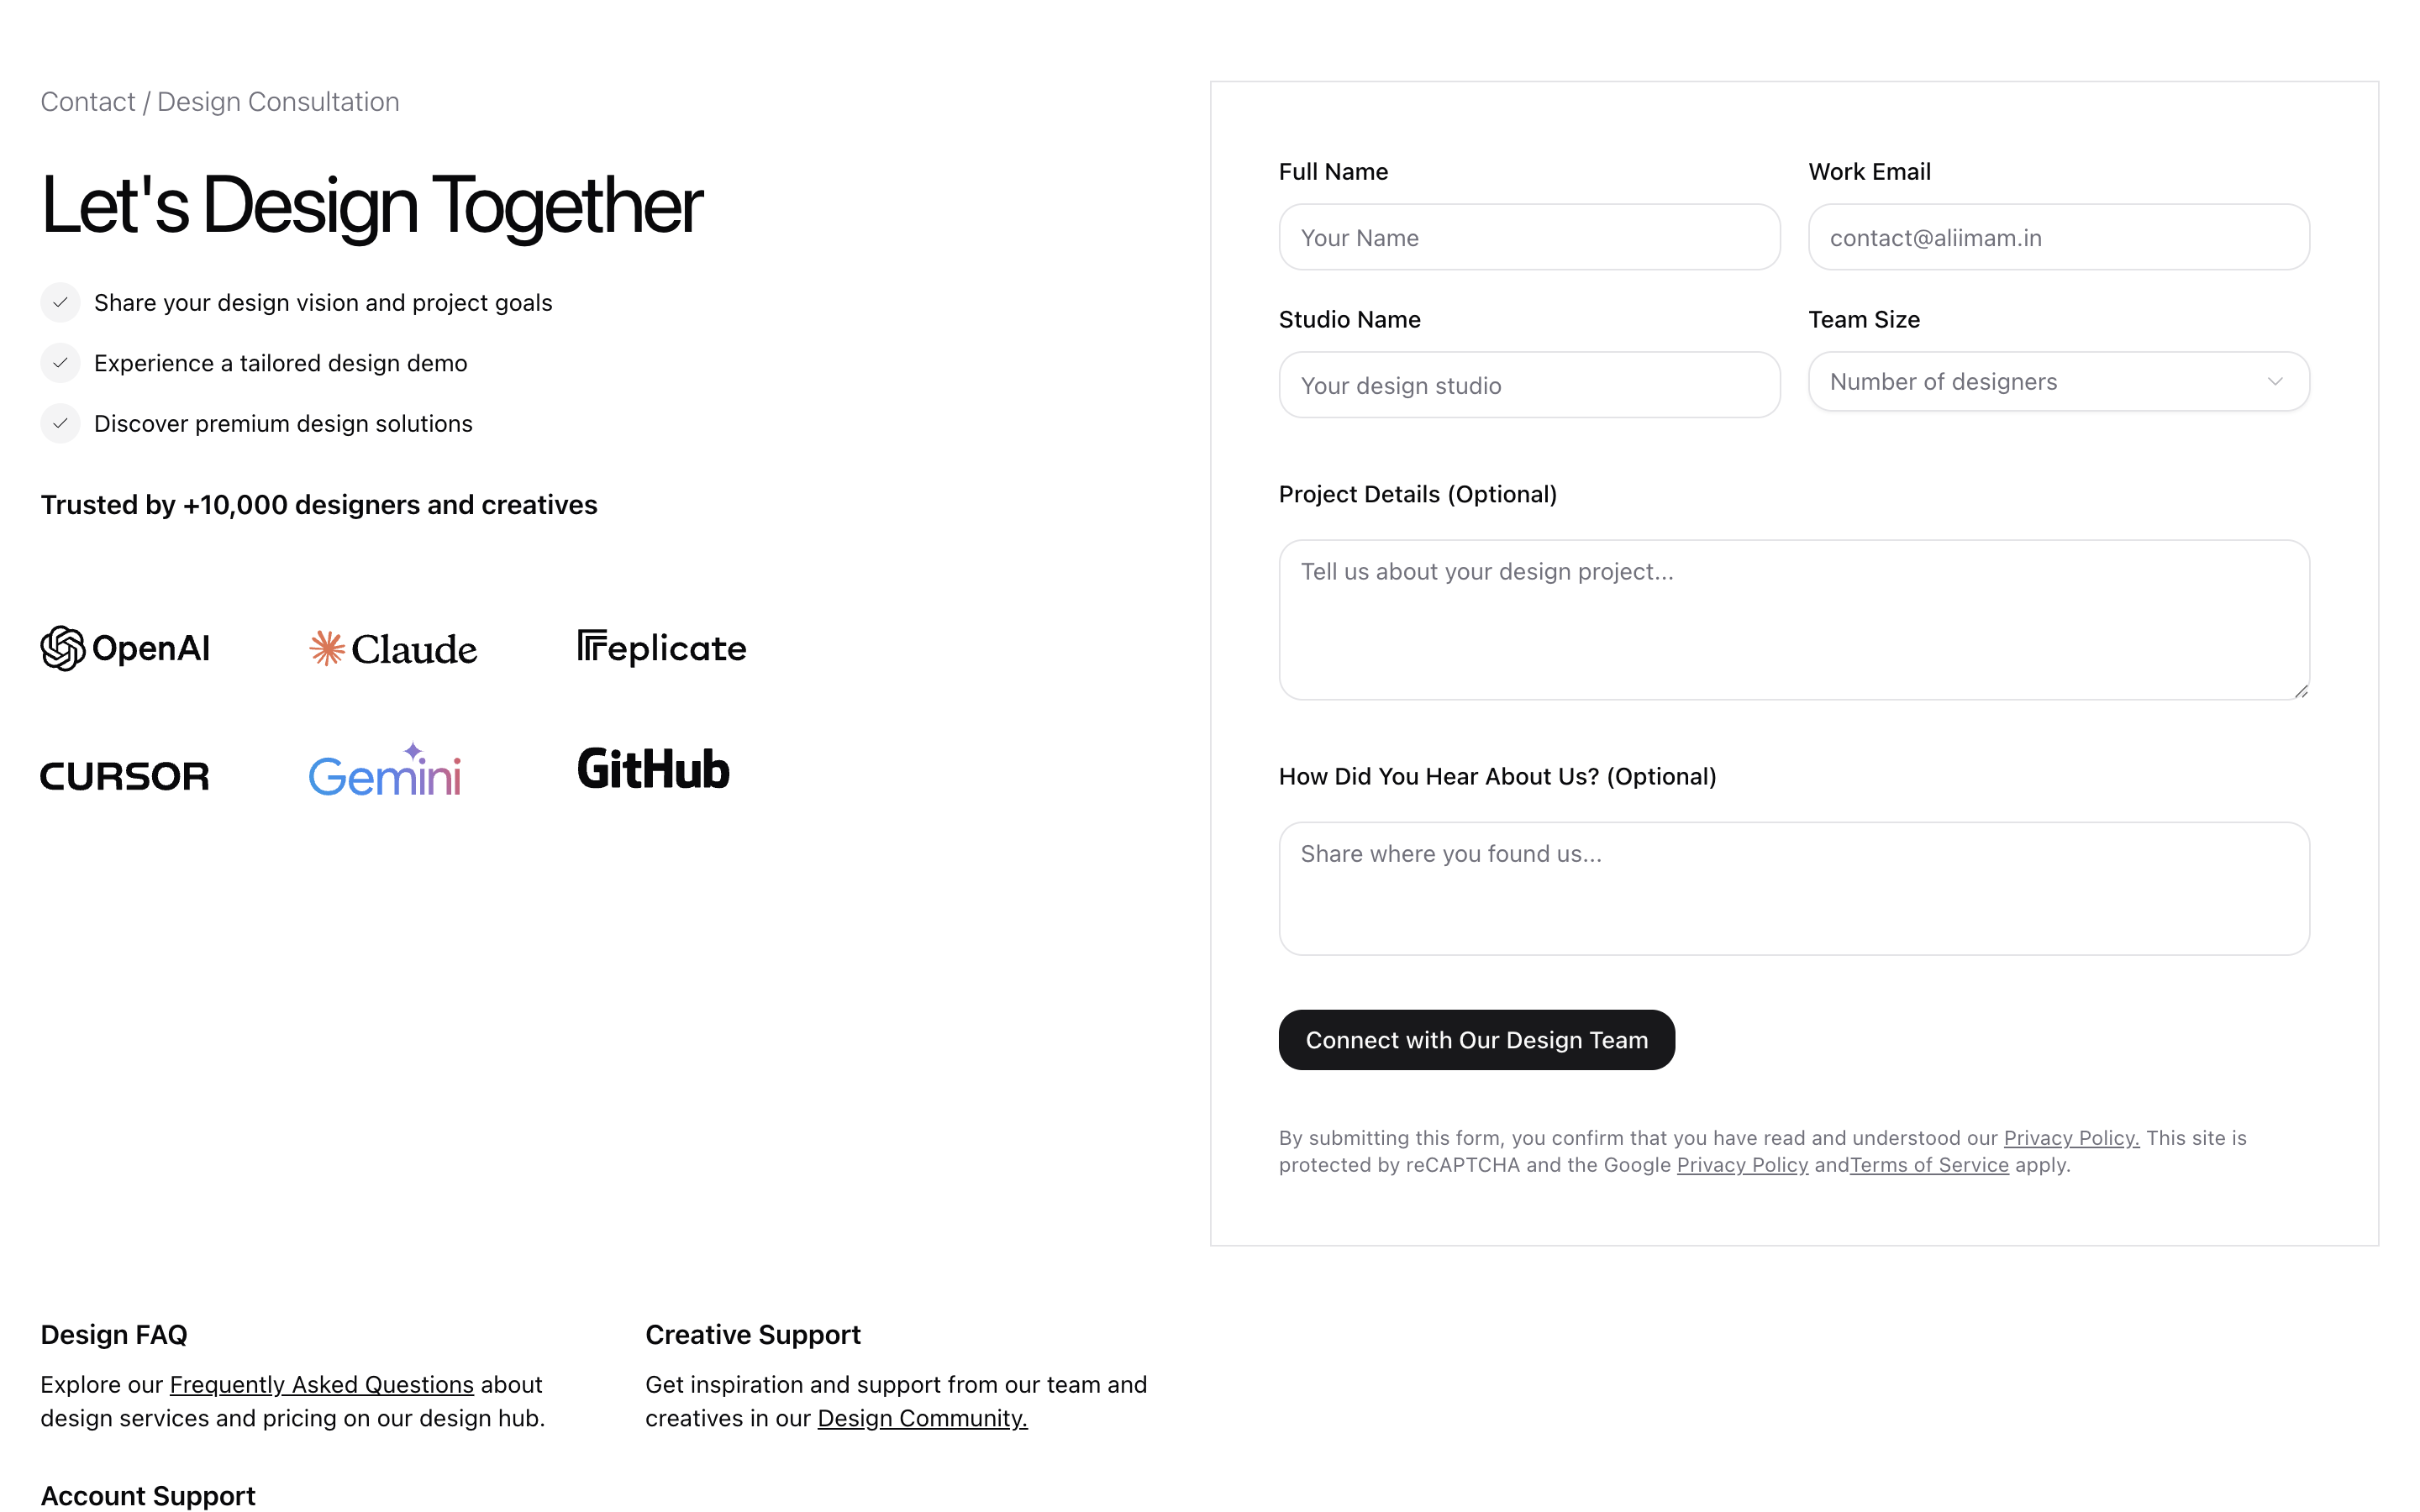 Contact / Design Consultation
Let's Design Together
Share your design vision and project goals
Experience a tailored design demo
Discover premium design solutions
Trusted by +10,000 designers and creatives
OpenAI
Claude
replicate
CURSOR
Gemini
GitHub
Full Name
Your Name
Work Email
contact@aliimam.in
Studio Name
Your design studio
Team Size
Number of designers
Project Details (Optional)
Tell us about your design project...
How Did You Hear About Us? (Optional)
Share where you found us...
Connect with Our Design Team
By submitting this form, you confirm that you have read and understood our Privacy Policy. This site is
protected by reCAPTCHA and the Google Privacy Policy andTerms of Service apply.
Design FAQ
Explore our Frequently Asked Questions about
design services and pricing on our design hub.
Creative Support
Get inspiration and support from our team and
creatives in our Design Community.
Account Support